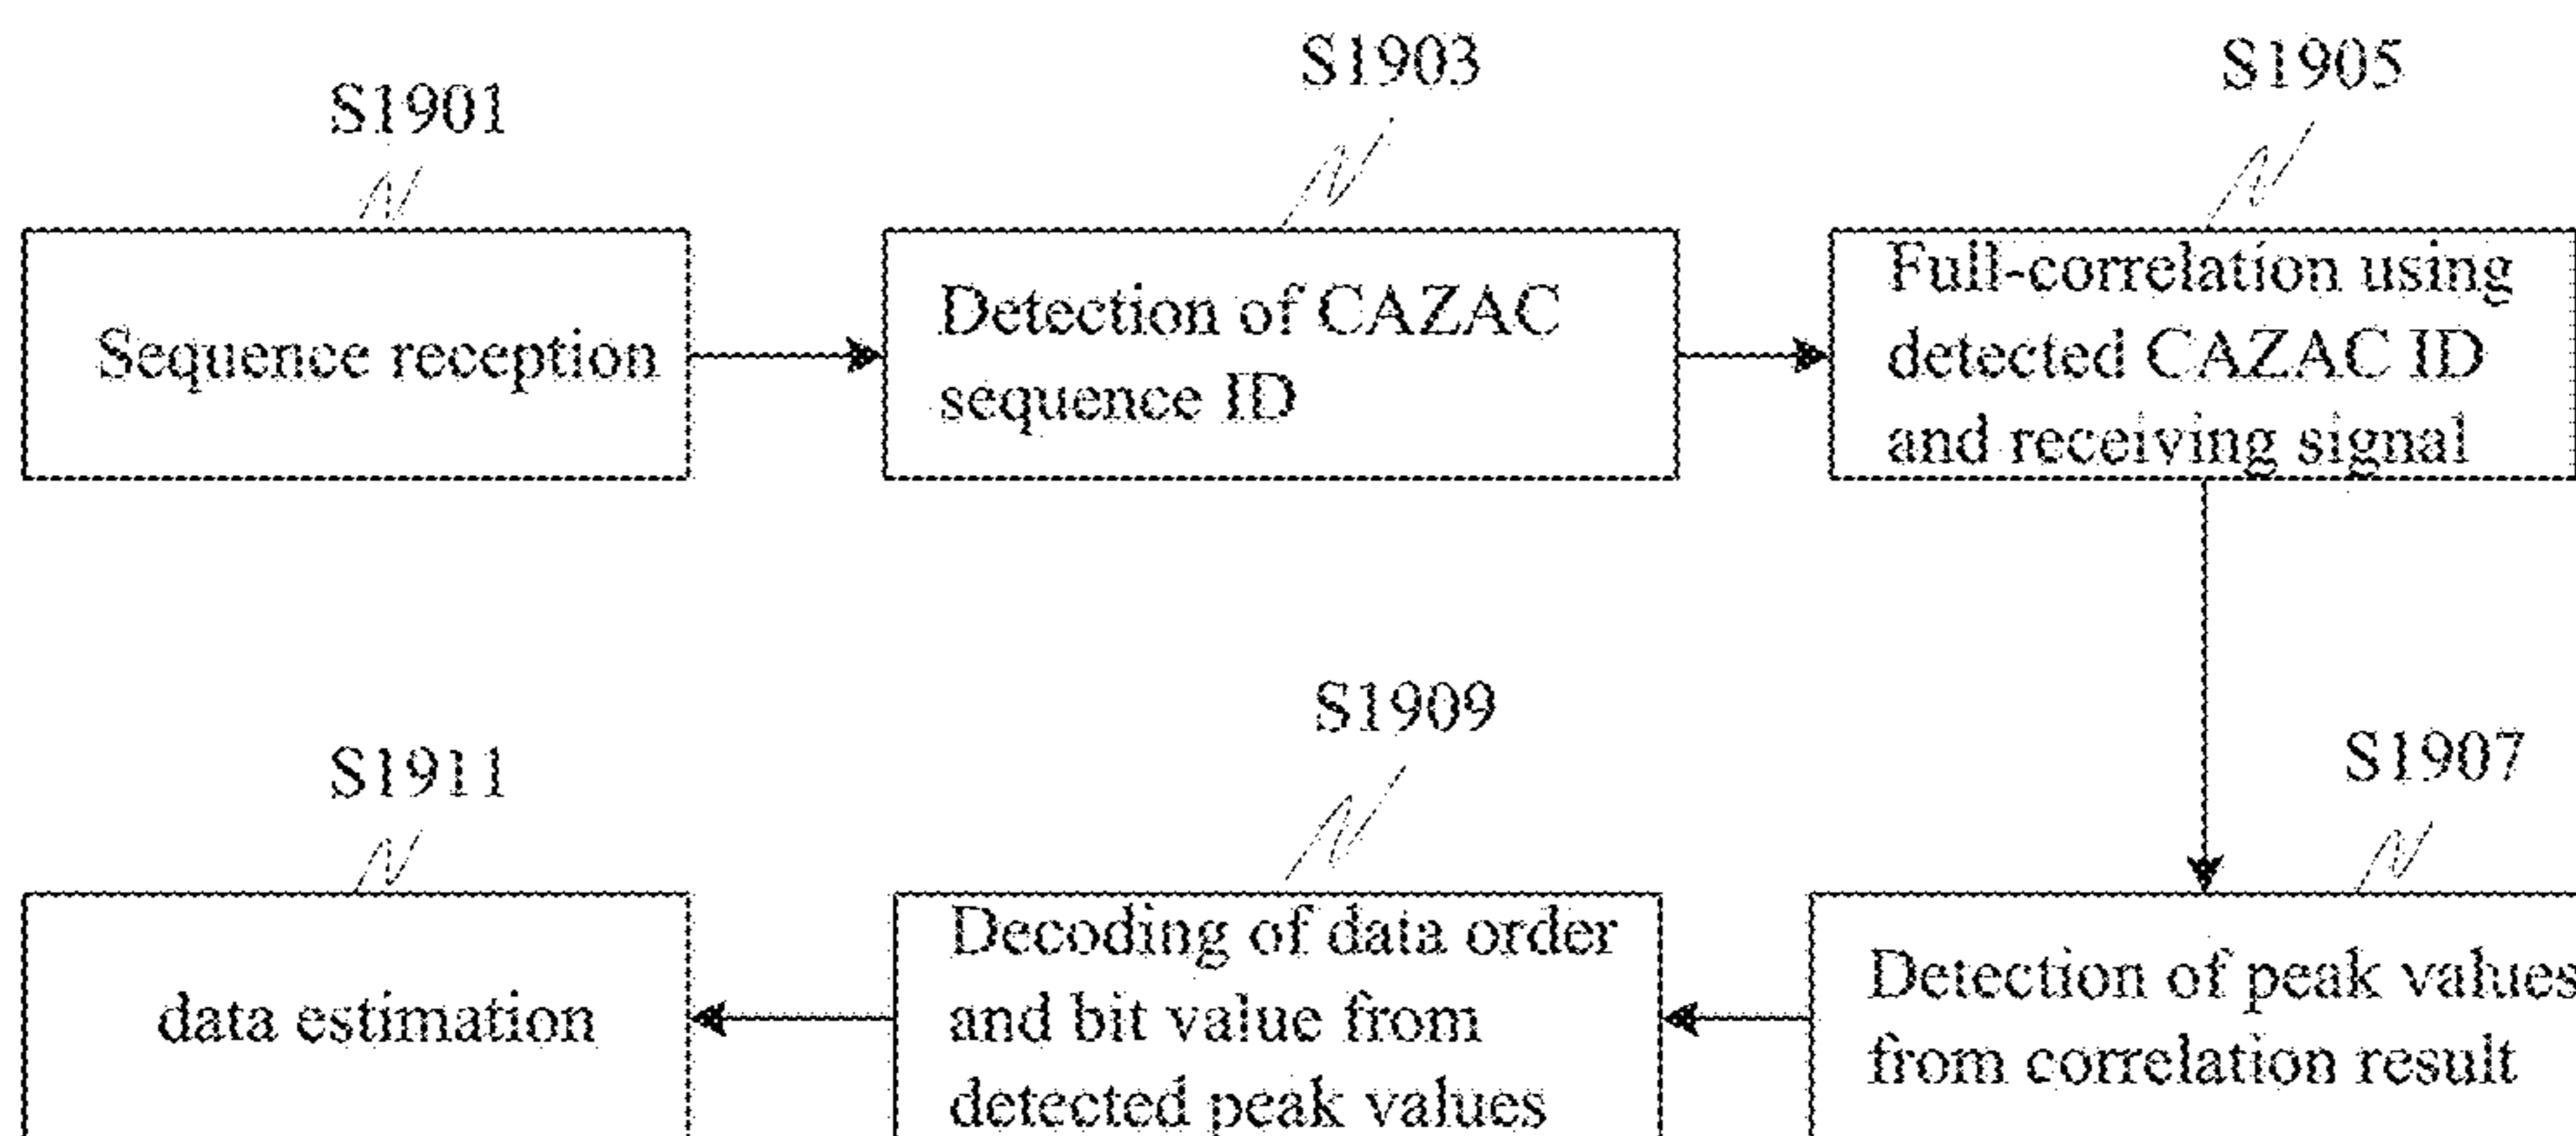 S1901
Sequence reception
S1903
Detection of CAZAC
sequence ID
S1905
Full-correlation using
detected CAZAC ID
and receiving signal
S1907
Detection of peak values
from correlation result
S1909
Decoding of data order
and bit value from
detected peak values
S1911
data estimation